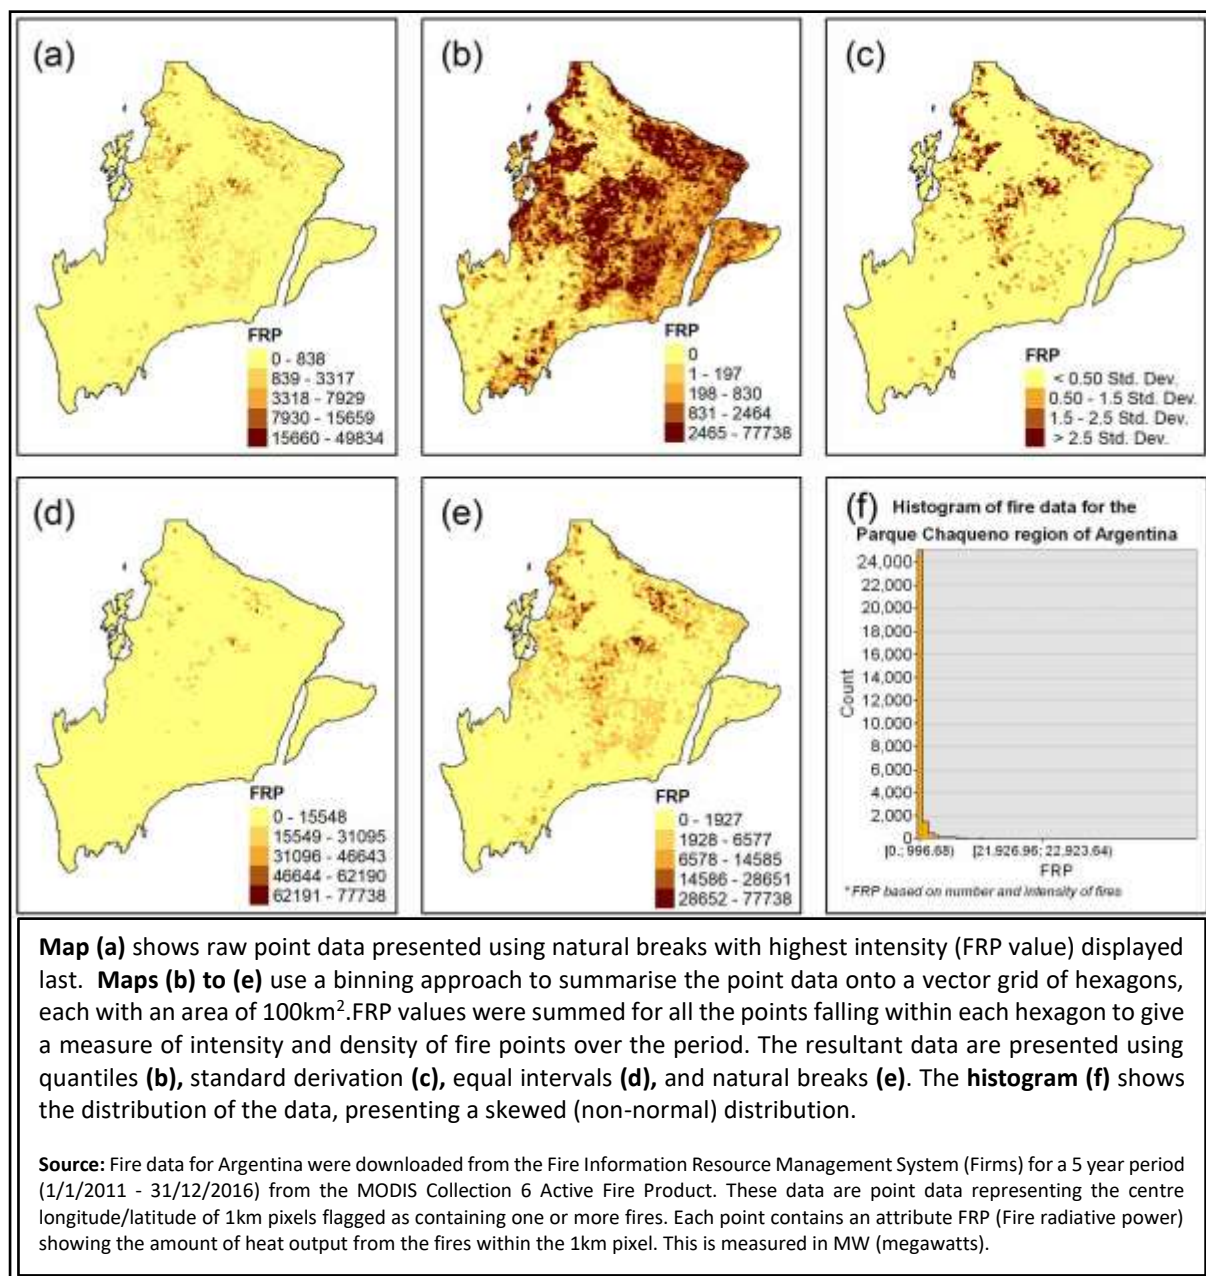 (a)
FRP
0 - 838
839 - 3317
3318 - 7929
7930 - 15659
15660 - 49834
(b)
FRP
0
1 - 197
198 - 830
831 - 2464
2465 - 77738
(c)
FRP
< 0.50 Std. Dev.
0.50 - 1.5 Std. Dev.
1.5 - 2.5 Std. Dev.
> 2.5 Std. Dev.
(d)
FRP
0 - 15548
15549 - 31095
31096 - 46643
46644 - 62190
62191 - 77738
(e)
FRP
0 - 1927
1928 - 6577
6578 - 14585
14586 - 28651
28652 - 77738
(f) Histogram of fire data for the
Parque Chaqueno region of Argentina
24,000
22,000
20,000
18,000
16,000
14,000
12,000
10,000
8,000
6,000
4,000
2,000
0
Count
[0.; 996.68) [21.926.96; 22,923.64)
FRP
*FRP based on number and intensity of fires
Map (a) shows raw point data presented using natural breaks with highest intensity (FRP value) displayed
last. Maps (b) to (e) use a binning approach to summarise the point data onto a vector grid of hexagons,
each with an area of 100km².FRP values were summed for all the points falling within each hexagon to give
a measure of intensity and density of fire points over the period. The resultant data are presented using
quantiles (b), standard derivation (c), equal intervals (d), and natural breaks (e). The histogram (f) shows
the distribution of the data, presenting a skewed (non-normal) distribution.
Source: Fire data for Argentina were downloaded from the Fire Information Resource Management System (Firms) for a 5 year period
(1/1/2011 - 31/12/2016) from the MODIS Collection 6 Active Fire Product. These data are point data representing the centre
longitude/latitude of 1km pixels flagged as containing one or more fires. Each point contains an attribute FRP (Fire radiative power)
showing the amount of heat output from the fires within the 1km pixel. This is measured in MW (megawatts).